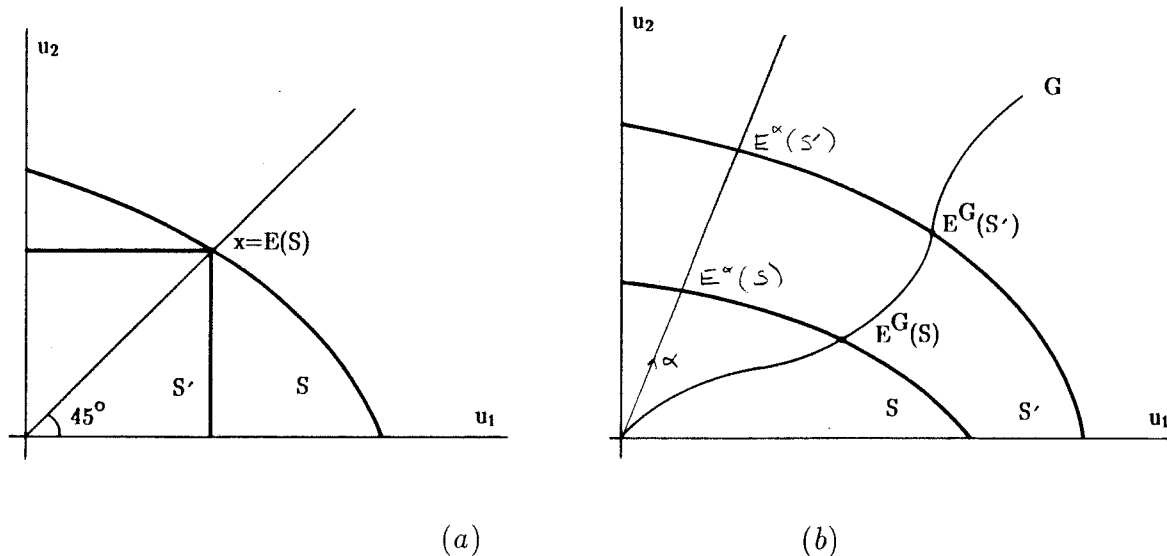 u₂
x=E(S)
S′
S
45°
u₁
(a)
u₂
G
E^α(S′)
E^G(S′)
E^α(S)
E^G(S)
α
S
S′
u₁
(b)